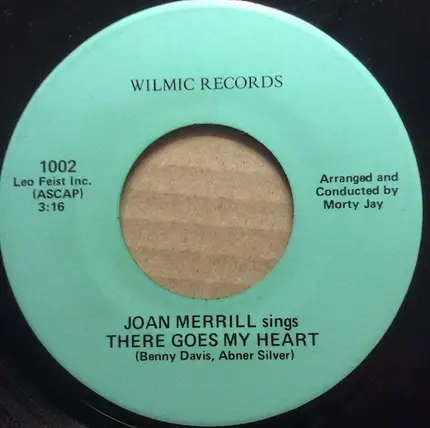 WILMIC RECORDS
1002
Leo Feist Inc.
(ASCAP)
3:16
Arranged and
Conducted by
Morty Jay
JOAN MERRILL sings
THERE GOES MY HEART
(Benny Davis, Abner Silver)